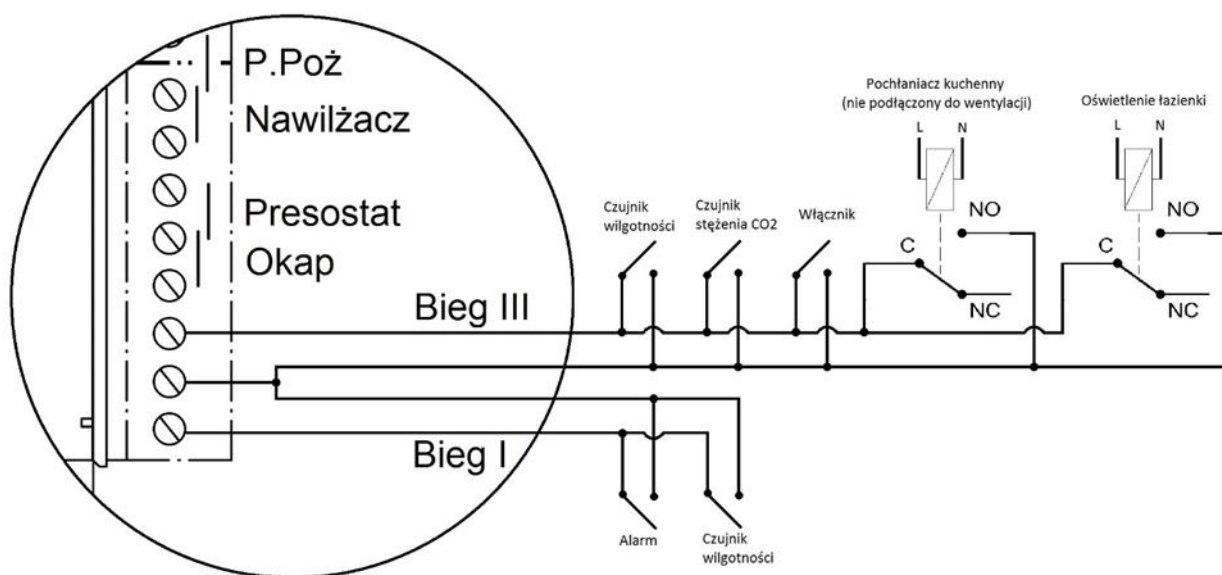 P.Poż
Nawilżacz
Presostat
Okap
Bieg III
Bieg I
Czujnik
wilgotności
Czujnik
stężenia CO2
Włącznik
Pochłaniacz kuchenny
(nie podłączony do wentylacji)
L N
NO
C
NC
Oświetlenie łazienki
L N
NO
C
NC
Alarm
Czujnik
wilgotności